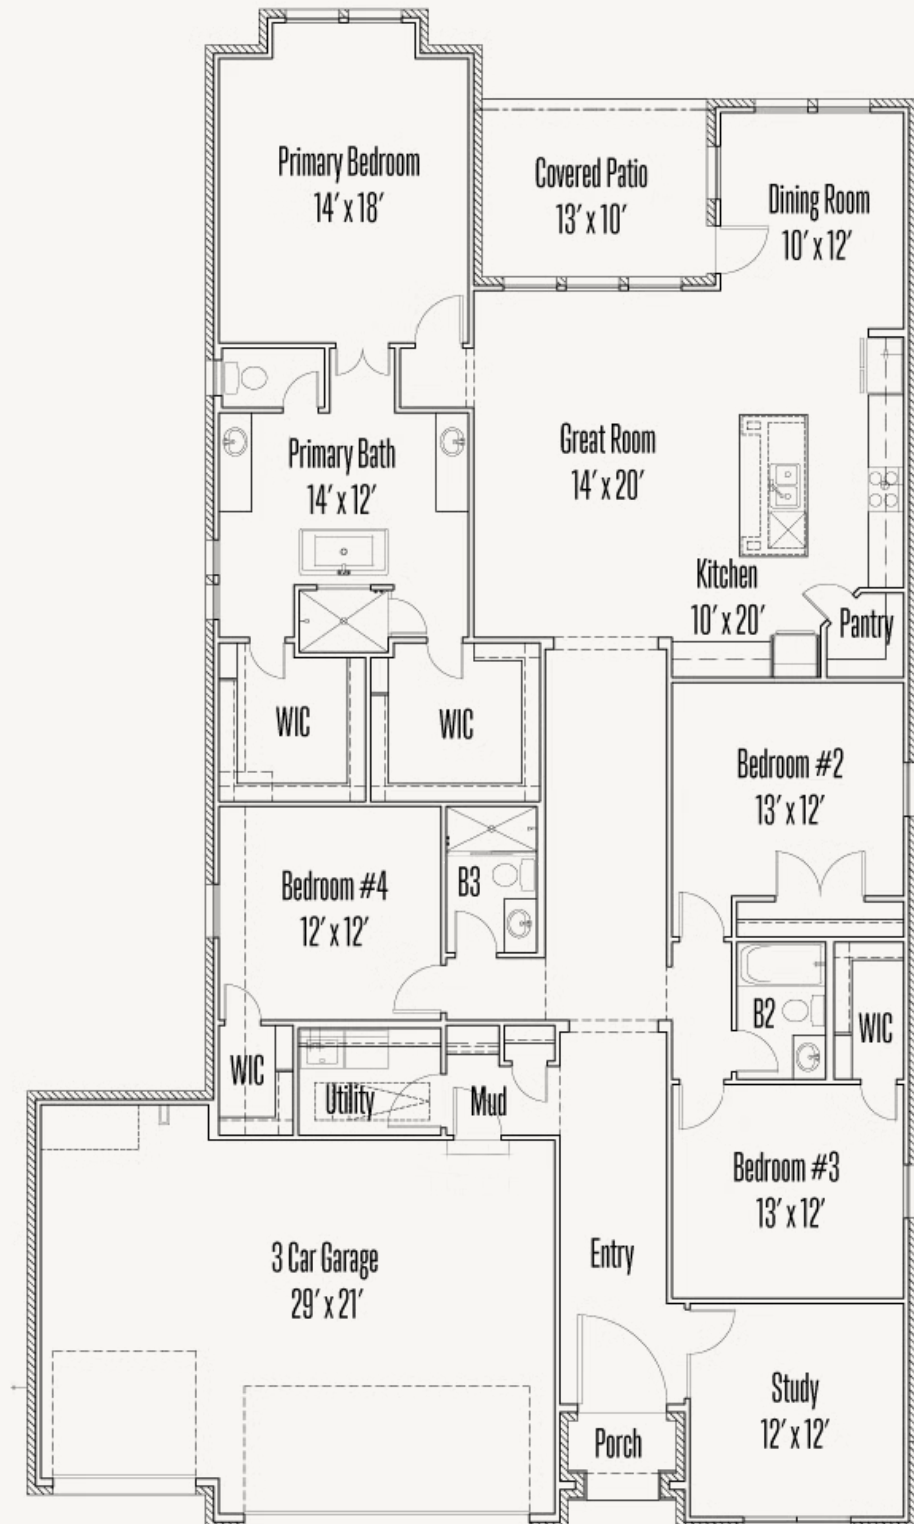 Primary Bedroom
14' x 18'
Covered Patio
13' x 10'
Dining Room
10' x 12'
Great Room
14' x 20'
Primary Bath
14' x 12'
Kitchen
10' x 20'
Pantry
WIC
WIC
Bedroom #2
13' x 12'
Bedroom #4
12' x 12'
B3
B2
WIC
WIC
Utility
Mud
Bedroom #3
13' x 12'
Entry
3 Car Garage
29' x 21'
Study
12' x 12'
Porch